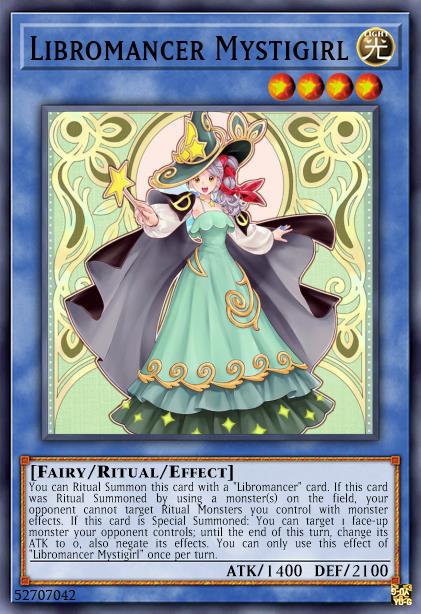 LIBROMANCER MYSTIGIRL
LIGHT
光
[FAIRY/RITUAL/EFFECT]
You can Ritual Summon this card with a "Libromancer" card. If this card
was Ritual Summoned by using a monster(s) on the field, your
opponent cannot target Ritual Monsters you control with monster
effects. If this card is Special Summoned: You can target 1 face-up
monster your opponent controls; until the end of this turn, change its
ATK to 0, also negate its effects. You can only use this effect of
"Libromancer Mystigirl" once per turn.
ATK/1400 DEF/2100
52707042